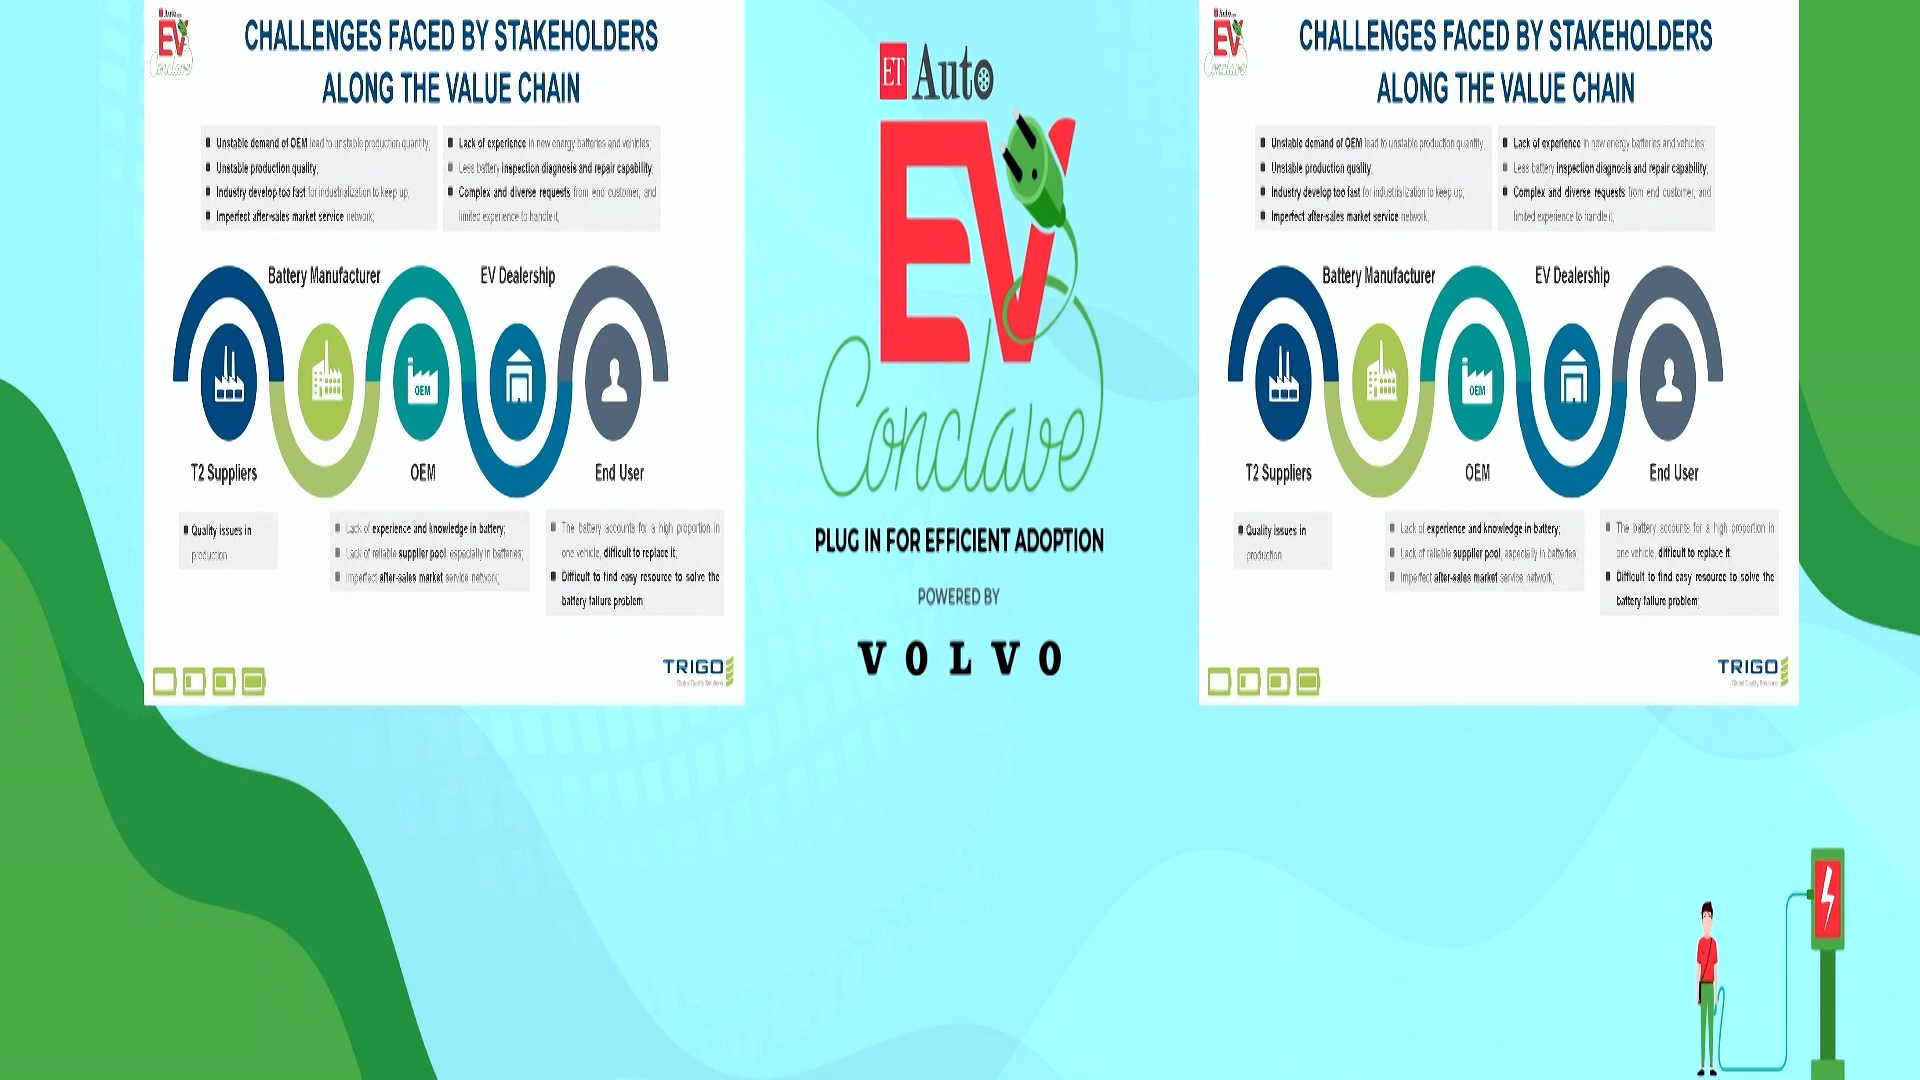 Auto
EV
Conclave
CHALLENGES FACED BY STAKEHOLDERS
ALONG THE VALUE CHAIN
Unstable demand of OEM lead to unstable production quantity;
Unstable production quality;
Industry develop too fast for industrialization to keep up;
Imperfect after-sales market service network;
Lack of experience in new energy batteries and vehicles;
Less battery inspection diagnosis and repair capability;
Complex and diverse requests from end customer, and
limited experience to handle it;
Battery Manufacturer
EV Dealership
OEM
T2 Suppliers
OEM
End User
Quality issues in
production
Lack of experience and knowledge in battery;
Lack of reliable supplier pool, especially in batteries;
Imperfect after-sales market service network;
The battery accounts for a high proportion in
one vehicle, difficult to replace it;
Difficult to find easy resource to solve the
battery failure problem;
TRIGO
Global Quality Solutions
ET Auto
EV
Conclave
PLUG IN FOR EFFICIENT ADOPTION
POWERED BY
VOLVO
Auto
EV
Conclave
CHALLENGES FACED BY STAKEHOLDERS
ALONG THE VALUE CHAIN
Unstable demand of OEM lead to unstable production quantity;
Unstable production quality;
Industry develop too fast for industrialization to keep up;
Imperfect after-sales market service network;
Lack of experience in new energy batteries and vehicles;
Less battery inspection diagnosis and repair capability;
Complex and diverse requests from end customer, and
limited experience to handle it;
Battery Manufacturer
EV Dealership
OEM
T2 Suppliers
OEM
End User
Quality issues in
production
Lack of experience and knowledge in battery;
Lack of reliable supplier pool, especially in batteries;
Imperfect after-sales market service network;
The battery accounts for a high proportion in
one vehicle, difficult to replace it;
Difficult to find easy resource to solve the
battery failure problem;
TRIGO
Global Quality Solutions